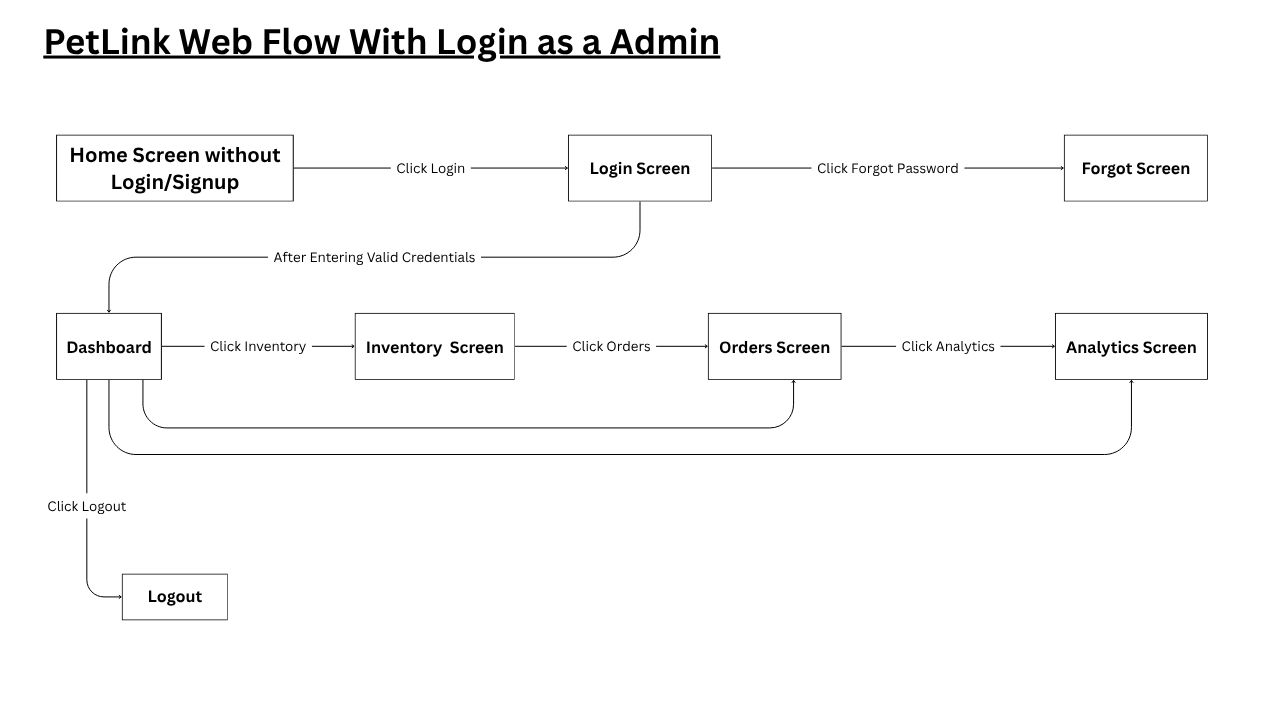 PetLink Web Flow With Login as a Admin
Home Screen without
Login/Signup
Click Login
Login Screen
Click Forgot Password
Forgot Screen
After Entering Valid Credentials
Dashboard
Click Inventory
Inventory  Screen
Click Orders
Orders Screen
Click Analytics
Analytics Screen
Click Logout
Logout